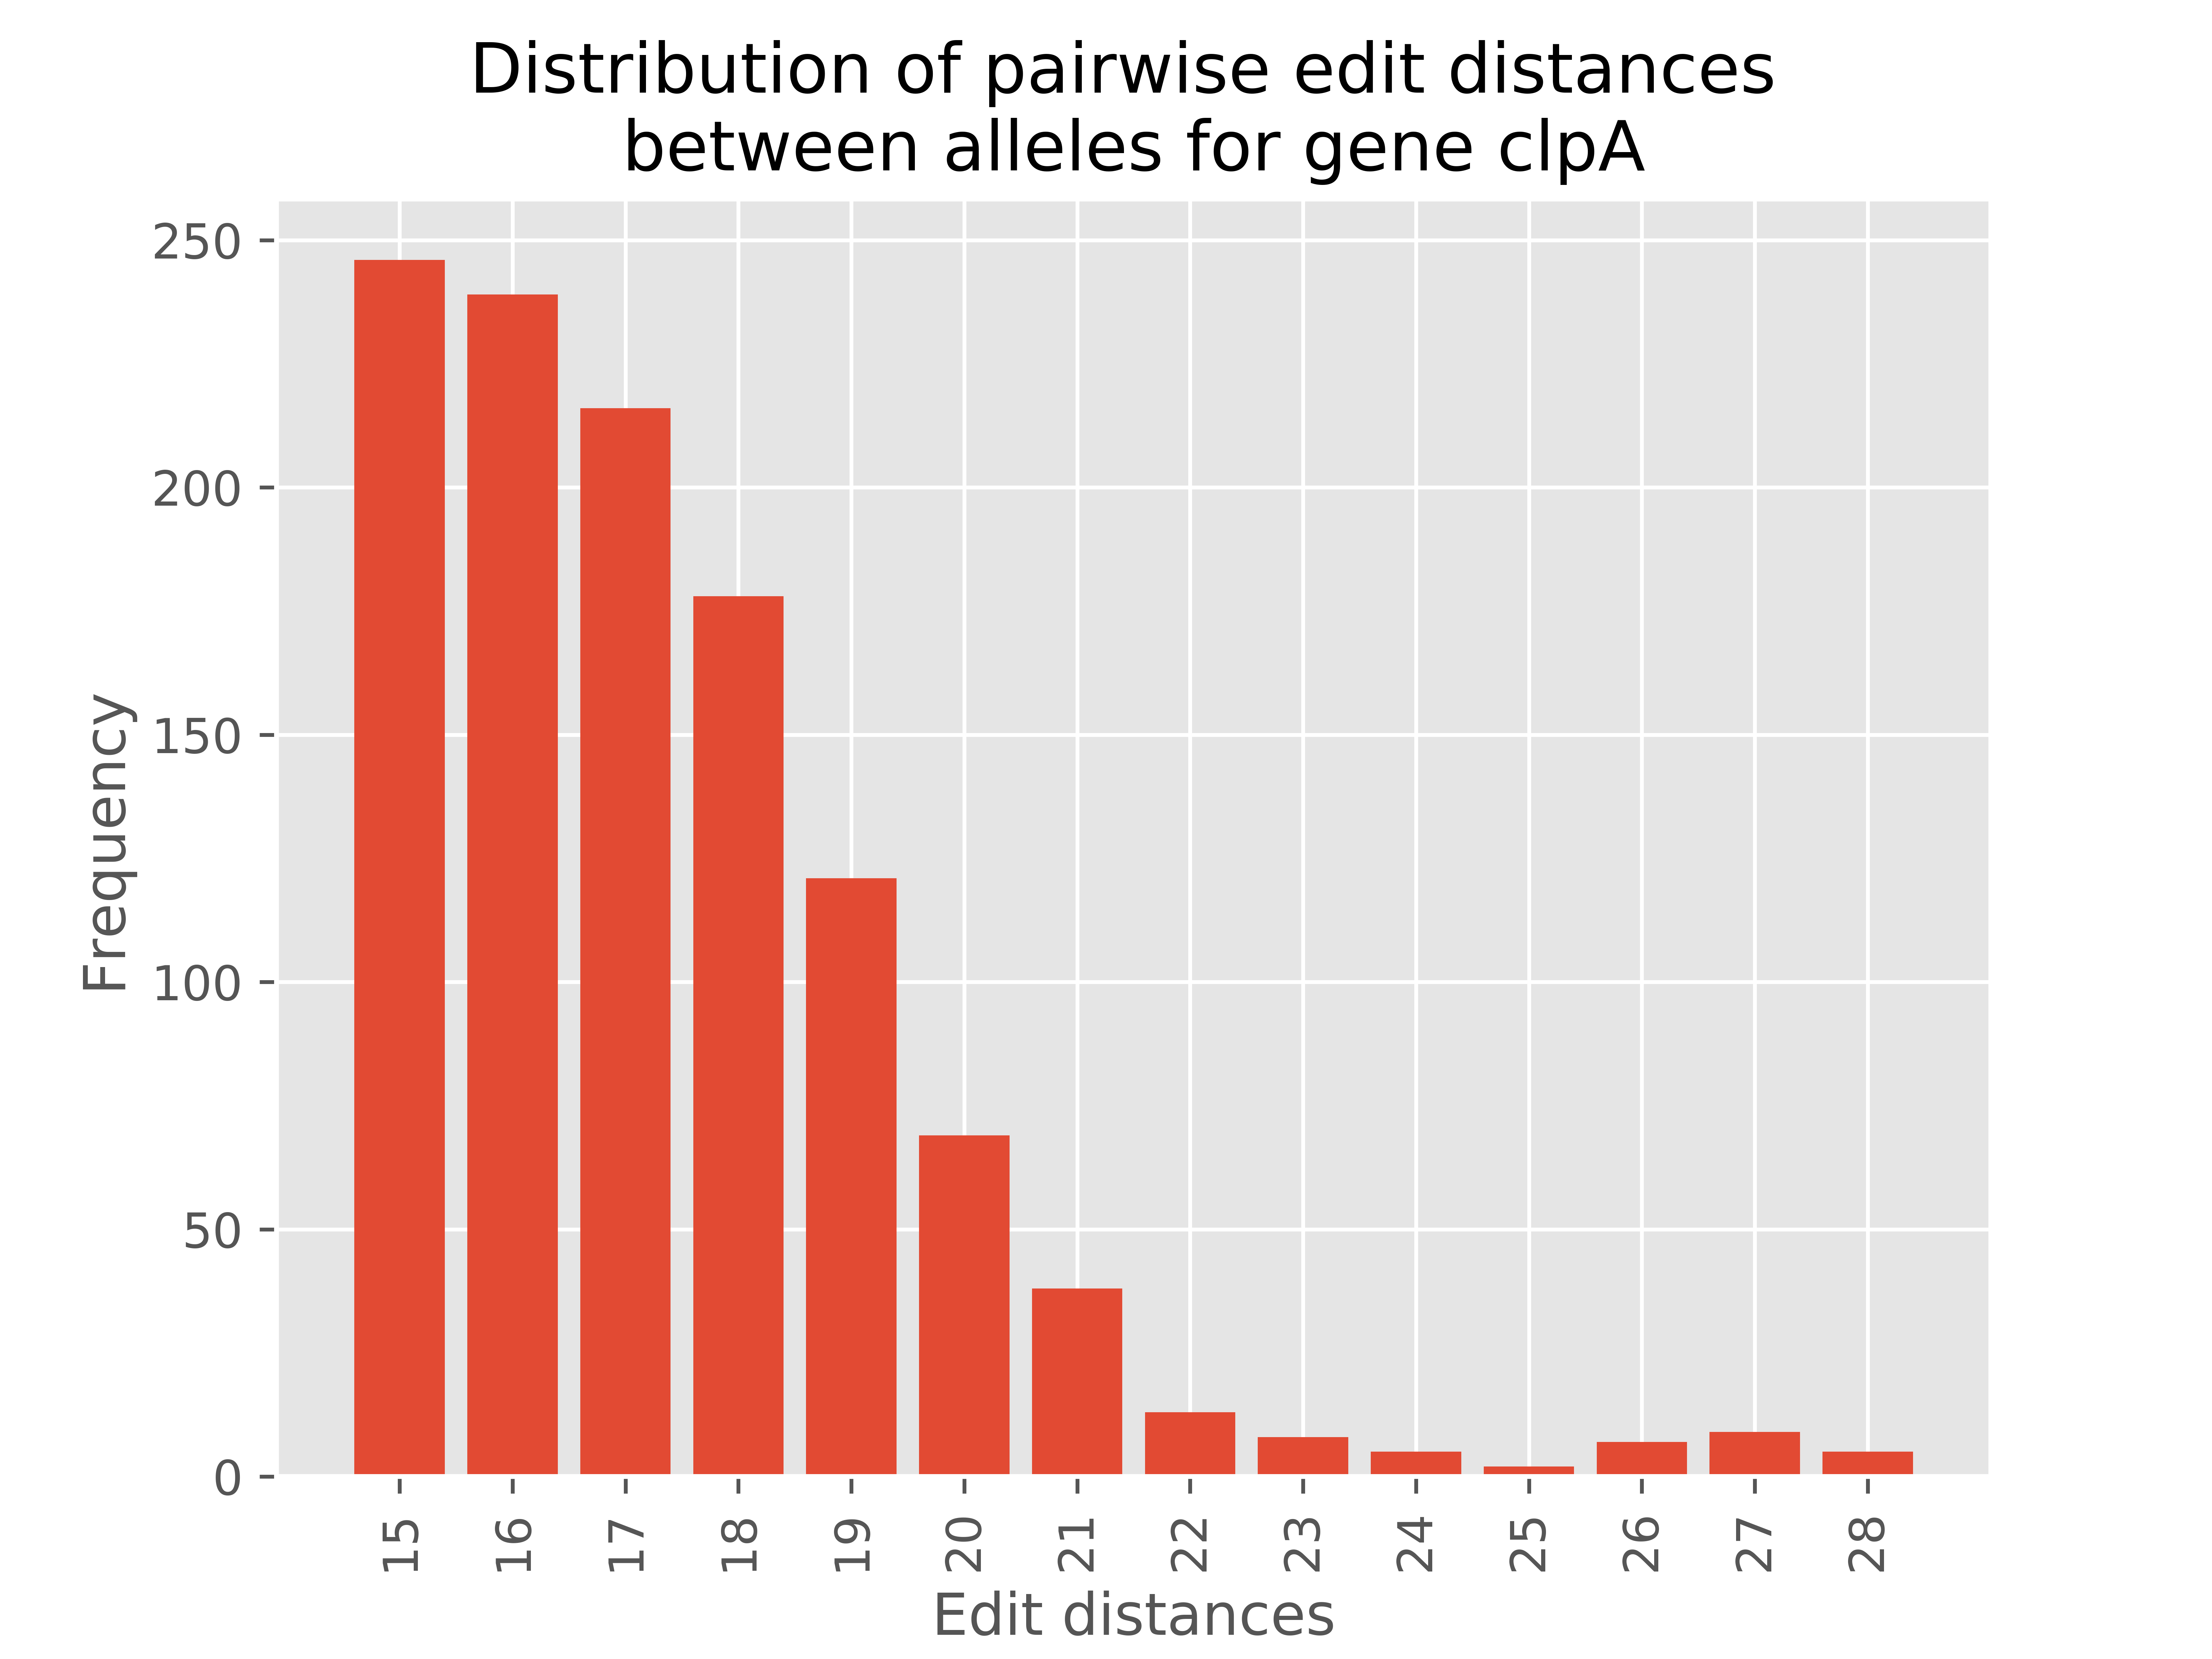 Distribution of pairwise edit distances
between alleles for gene clpA
250
200
150
100
50
0
Frequency
15 16 17 18 19 20 21 22 23 24 25 26 27 28
Edit distances